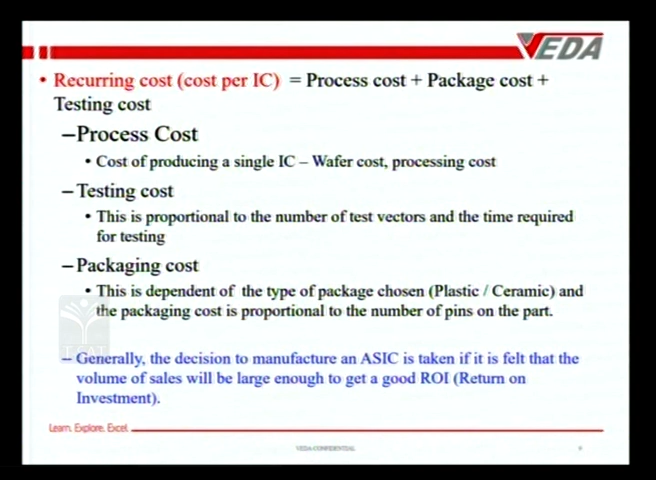 VEDA
• Recurring cost (cost per IC) = Process cost + Package cost +
Testing cost
–Process Cost
• Cost of producing a single IC – Wafer cost, processing cost
– Testing cost
• This is proportional to the number of test vectors and the time required
for testing
– Packaging cost
• This is dependent of the type of package chosen (Plastic / Ceramic) and
the packaging cost is proportional to the number of pins on the part.
– Generally, the decision to manufacture an ASIC is taken if it is felt that the
volume of sales will be large enough to get a good ROI (Return on
Investment).
Learn. Explore. Excel.
VEDA-CONFIDENTIAL